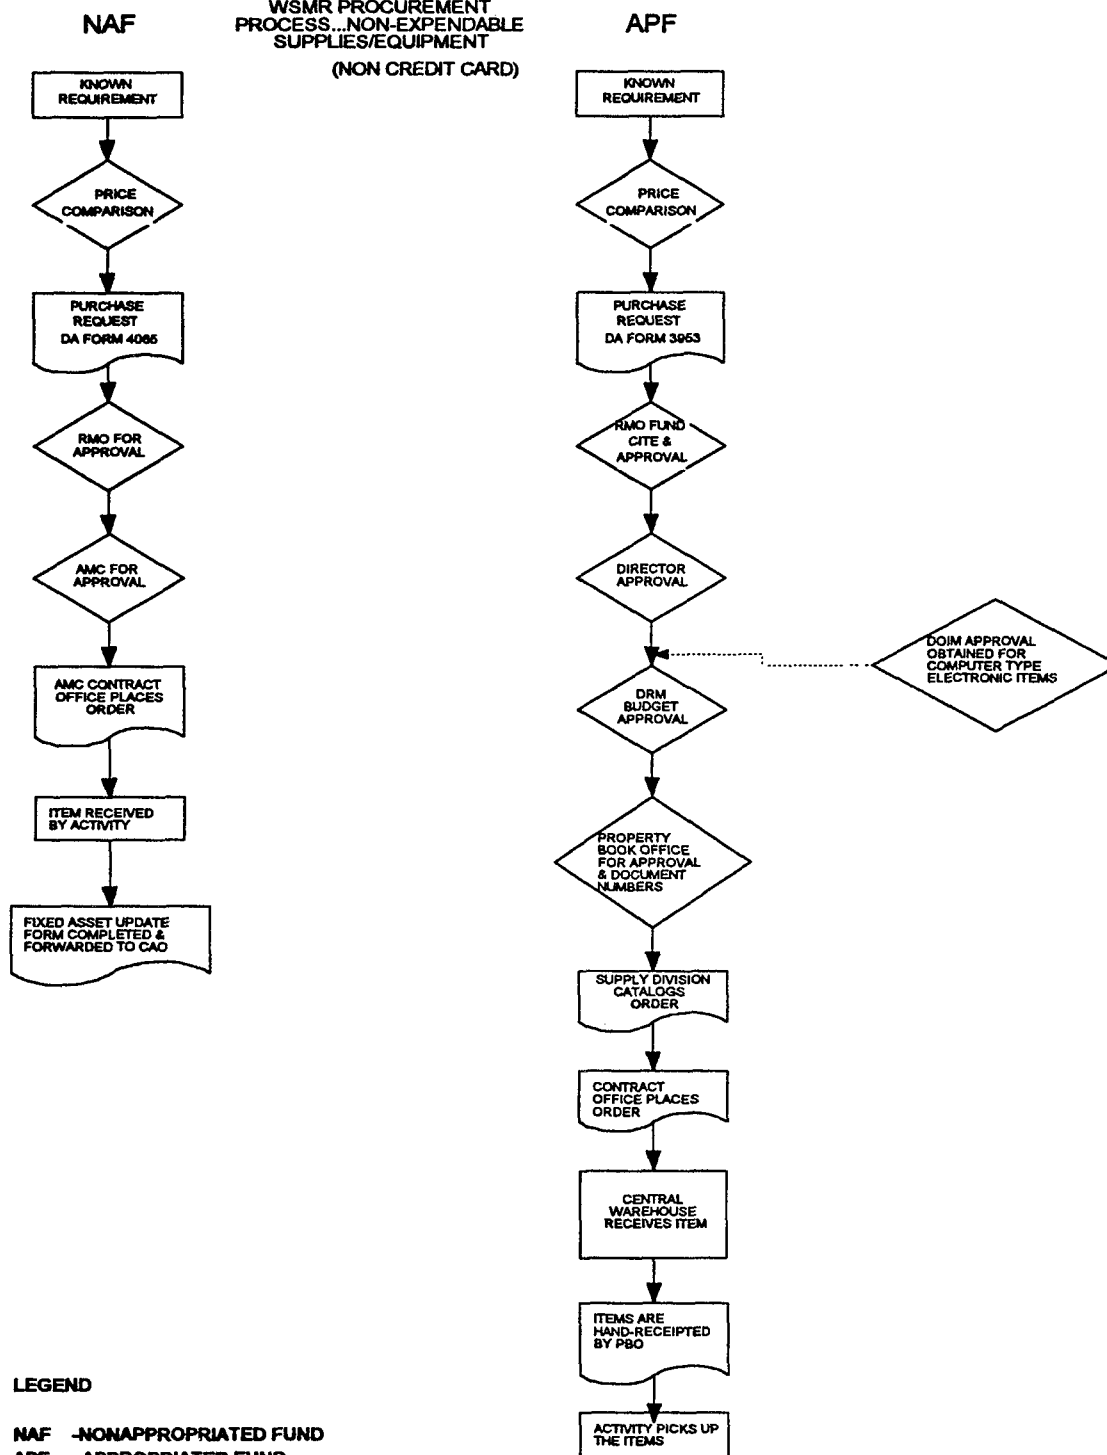 NAF
WSMR PROCUREMENT
PROCESS...NON-EXPENDABLE
SUPPLIES/EQUIPMENT
(NON CREDIT CARD)
APF
KNOWN
REQUIREMENT
PRICE
COMPARISON
PURCHASE
REQUEST
DA FORM 4065
RMO FOR
APPROVAL
AMC FOR
APPROVAL
AMC CONTRACT
OFFICE PLACES
ORDER
ITEM RECEIVED
BY ACTIVITY
FIXED ASSET UPDATE
FORM COMPLETED &
FORWARDED TO CAO
KNOWN
REQUIREMENT
PRICE
COMPARISON
PURCHASE
REQUEST
DA FORM 3953
RMO FUND
CITE &
APPROVAL
DIRECTOR
APPROVAL
DOIM APPROVAL
OBTAINED FOR
COMPUTER TYPE
ELECTRONIC ITEMS
DRM
BUDGET
APPROVAL
PROPERTY
BOOK OFFICE
FOR APPROVAL
& DOCUMENT
NUMBERS
SUPPLY DIVISION
CATALOGS
ORDER
CONTRACT
OFFICE PLACES
ORDER
CENTRAL
WAREHOUSE
RECEIVES ITEM
ITEMS ARE
HAND-RECEIPTED
BY PBO
ACTIVITY PICKS UP
THE ITEMS
LEGEND
NAF -NONAPPROPRIATED FUND
APF -APPROPRIATED FUND